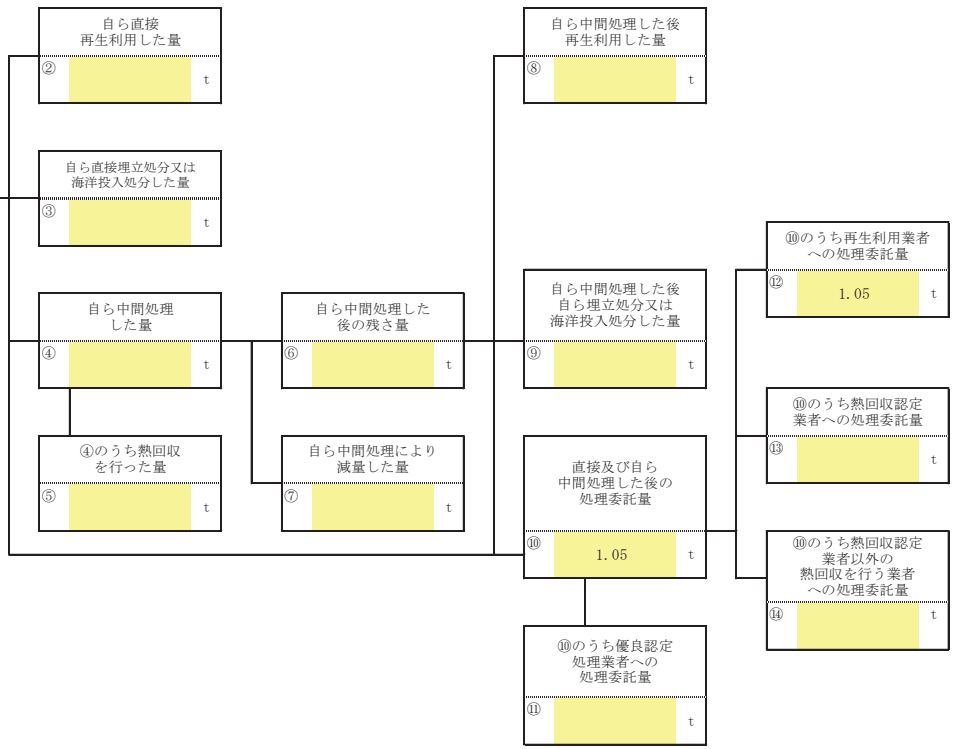 自ら直接
再生利用した量
②
t
自ら直接埋立処分又は
海洋投入処分した量
③
t
自ら中間処理
した量
④
t
④のうち熱回収
を行った量
⑤
t
自ら中間処理した
後の残さ量
⑥
t
自ら中間処理により
減量した量
⑦
t
自ら中間処理した後
再生利用した量
⑧
t
自ら中間処理した後
自ら埋立処分又は
海洋投入処分した量
⑨
t
直接及び自ら
中間処理した後の
処理委託量
⑩
1.05
t
⑩のうち優良認定
処理業者への
処理委託量
⑪
t
⑩のうち再生利用業者
への処理委託量
⑫
1.05
t
⑩のうち熱回収認定
業者への処理委託量
⑬
t
⑩のうち熱回収認定
業者以外の
熱回収を行う業者
への処理委託量
⑭
t